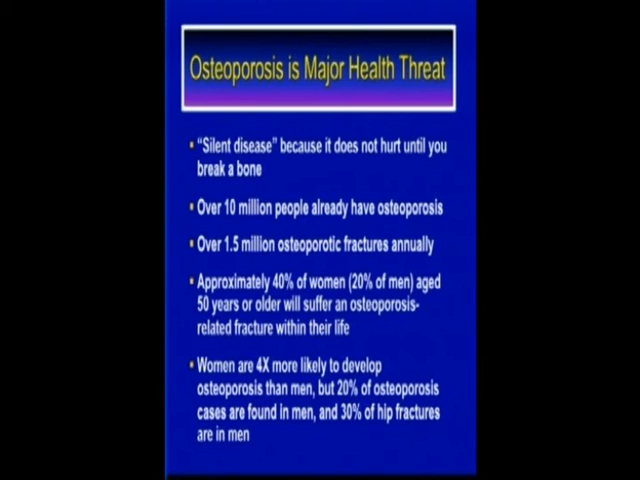 Osteoporosis is Major Health Threat
• “Silent disease” because it does not hurt until you
break a bone
• Over 10 million people already have osteoporosis
• Over 1.5 million osteoporotic fractures annually
• Approximately 40% of women (20% of men) aged
50 years or older will suffer an osteoporosis-
related fracture within their life
• Women are 4X more likely to develop
osteoporosis than men, but 20% of osteoporosis
cases are found in men, and 30% of hip fractures
are in men